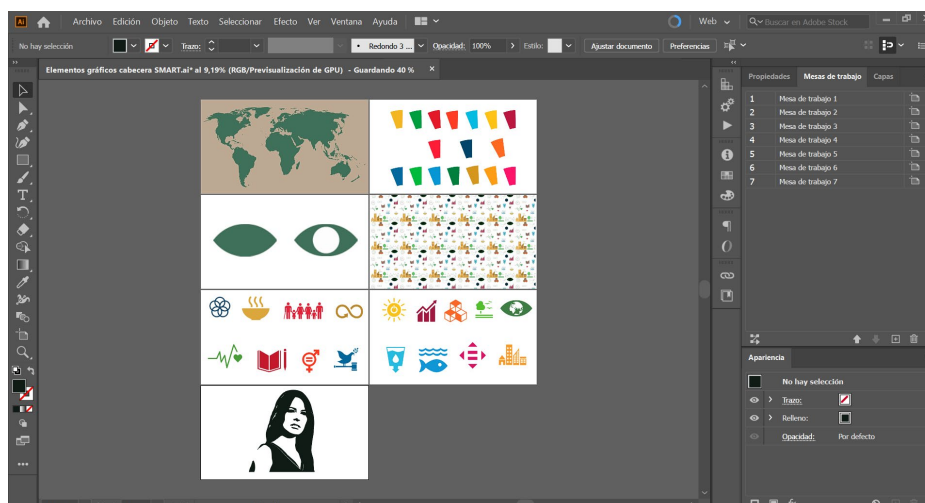 Ai Archivo Edición Objeto Texto Seleccionar Efecto Ver Ventana Ayuda Web Buscar en Adobe Stock
No hay selección Trazo: Redondo 3 ... Opacidad: 100% Estilo: Ajustar documento Preferencias
Elementos gráficos cabecera SMART.ai* al 9,19% (RGB/Previsualización de GPU) - Guardando 40 % ×
Propiedades Mesas de trabajo Capas
1 Mesa de trabajo 1
2 Mesa de trabajo 2
3 Mesa de trabajo 3
4 Mesa de trabajo 4
5 Mesa de trabajo 5
6 Mesa de trabajo 6
7 Mesa de trabajo 7
Apariencia
No hay selección
Trazo:
Relleno:
Opacidad: Por defecto